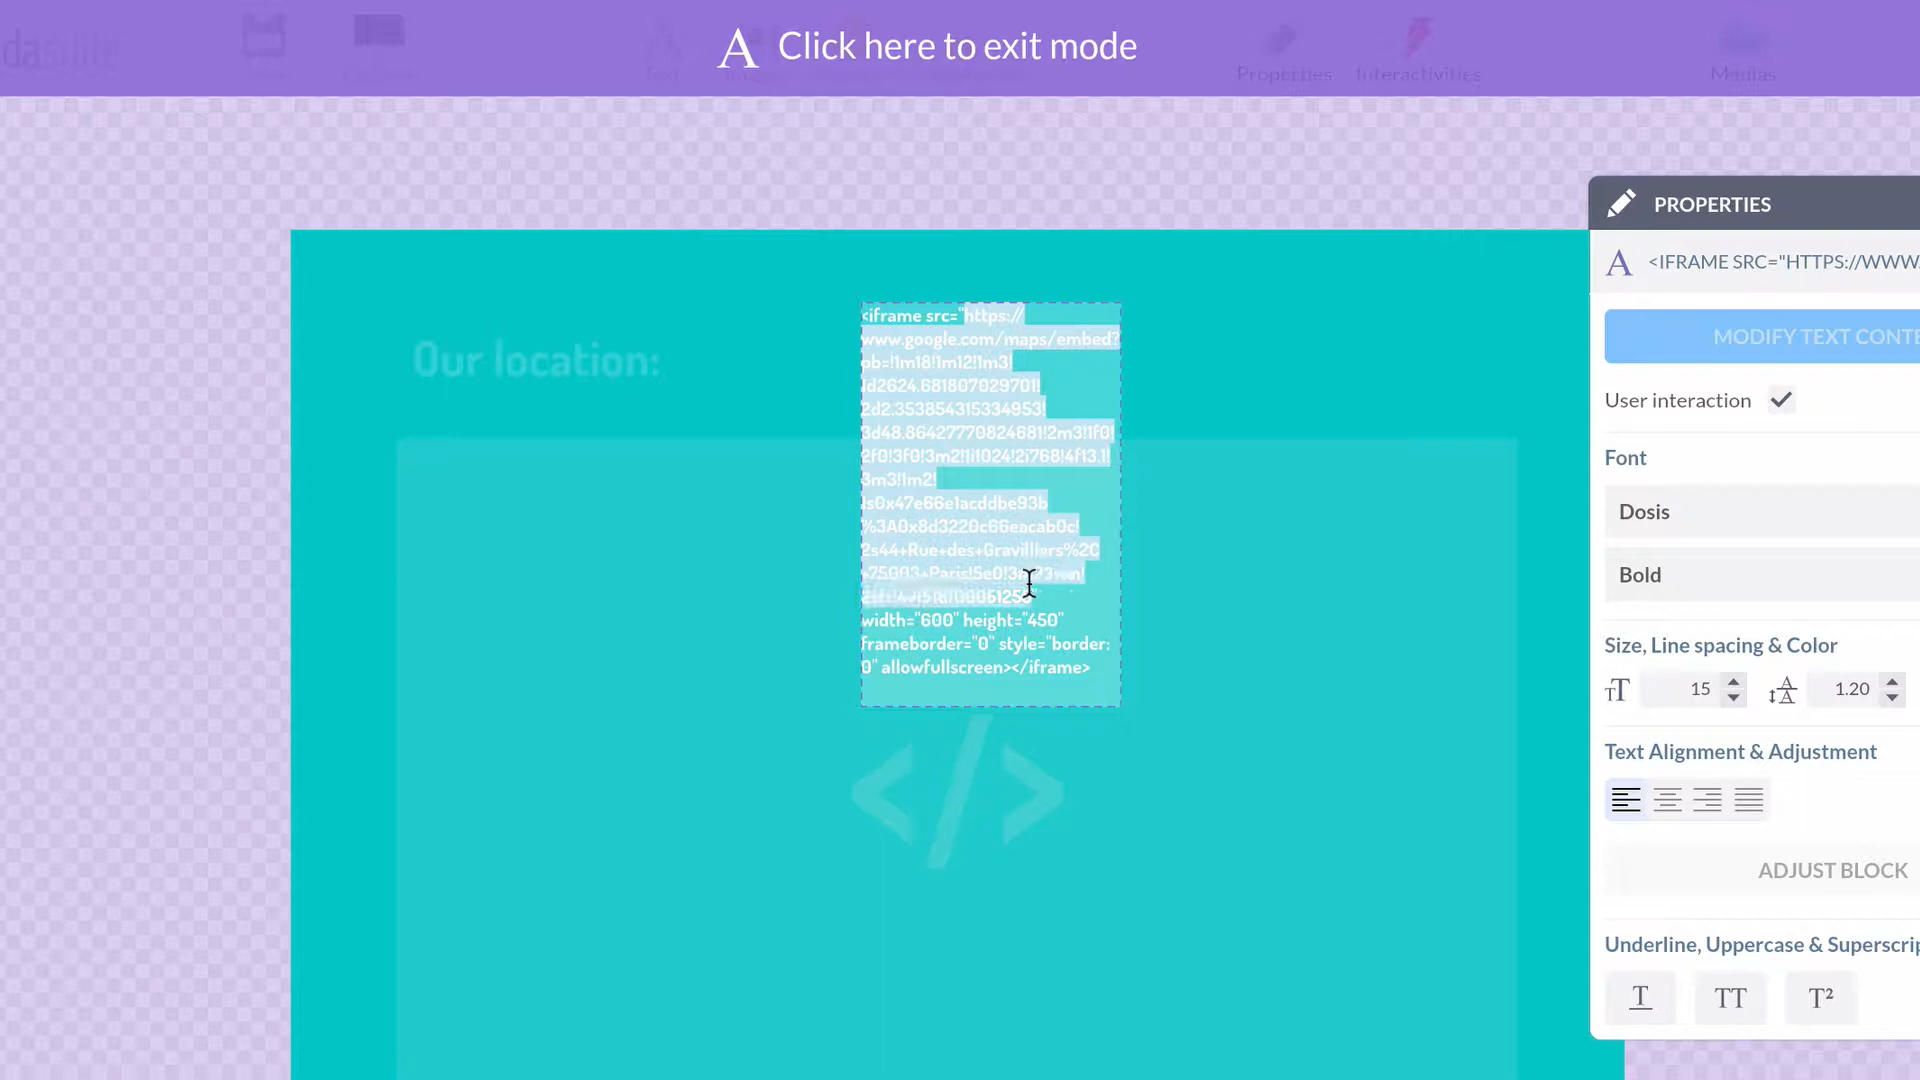 Click here to exit mode
Properties
Interactivities
Medias
PROPERTIES
<IFRAME SRC="HTTPS://WWW.
MODIFY TEXT CONTE
User interaction
Font
Dosis
Bold
Size, Line spacing & Color
15
1.20
Text Alignment & Adjustment
ADJUST BLOCK
Underline, Uppercase & Superscrip
T
TT
T²
Our location:
<iframe src="https://
www.google.com/maps/embed?
pb=!1m18!1m12!1m3!
1d2624.681807029701!
2d2.353854315334953!
3d48.86427770824681!2m3!1f0!
2f0!3f0!3m2!1i1024!2i768!4f13.1!
3m3!1m2!
1s0x47e66e1acddbe93b
%3A0x8d3220c66eacab0c!
2s44+Rue+des+Gravilliers%2C
+75003+Paris!5e0!
width="600" height="450"
frameborder="0" style="border:
0" allowfullscreen></iframe>
</>